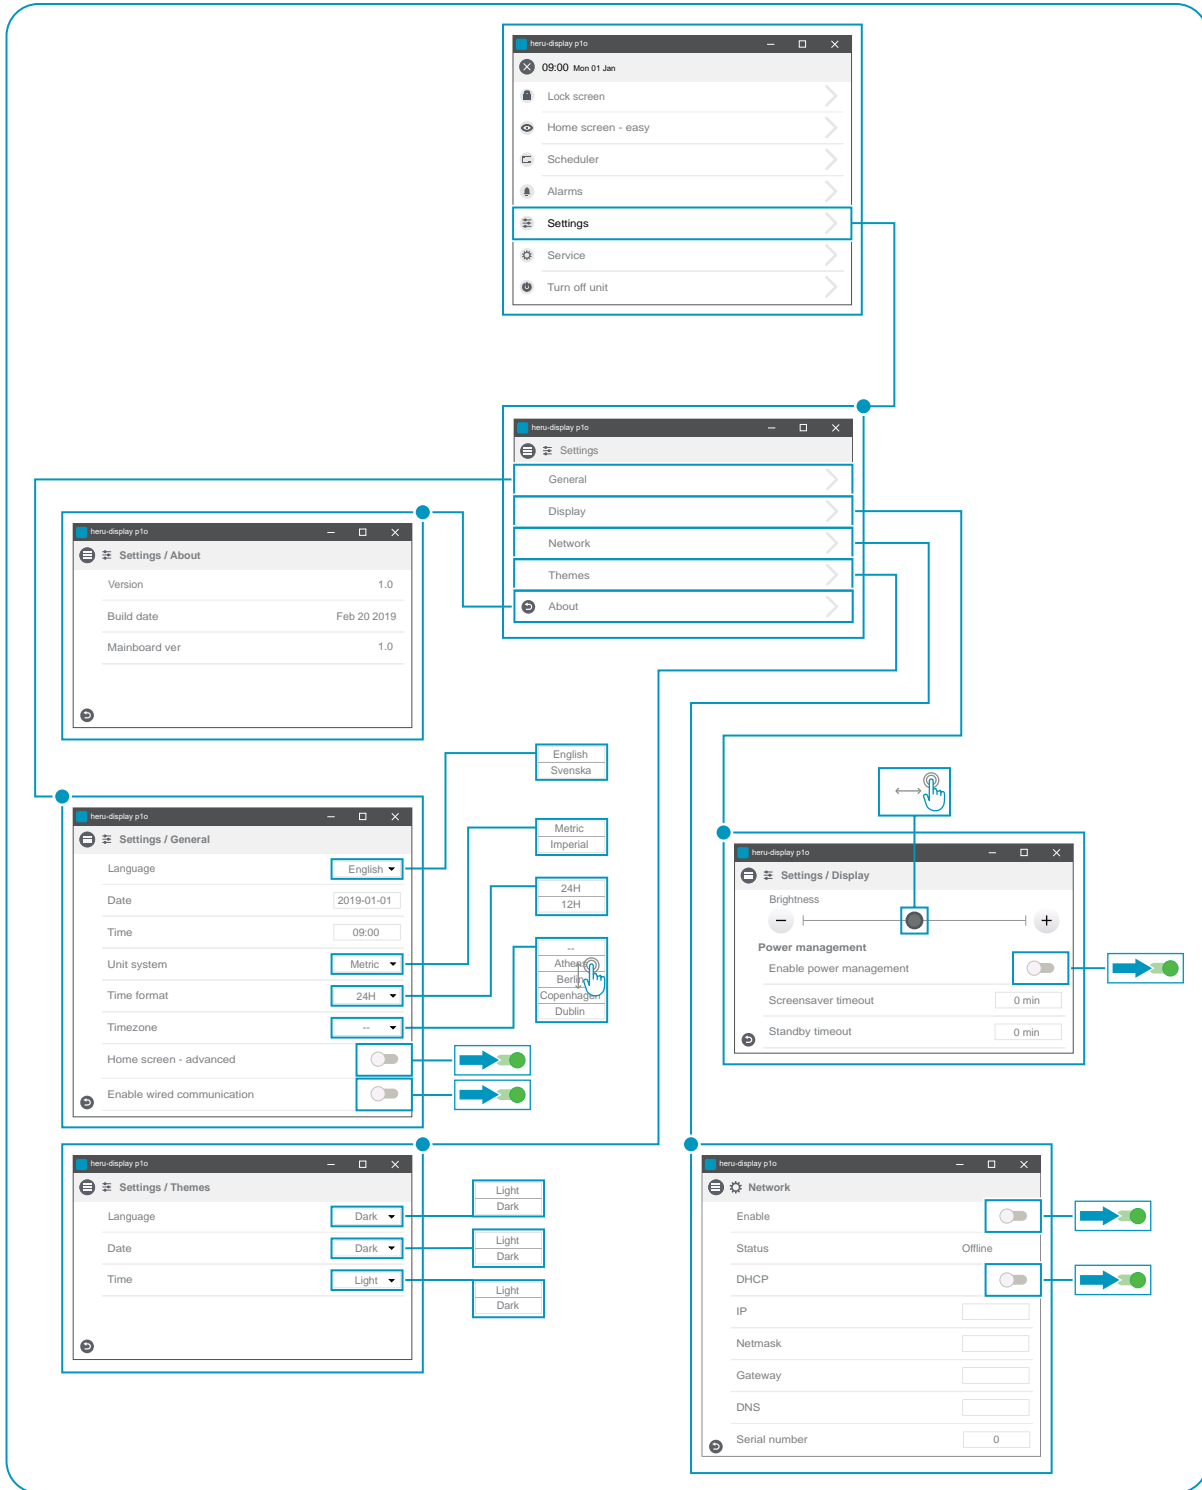 heru-display p1o
09:00 Mon 01 Jan
Lock screen
Home screen - easy
Scheduler
Alarms
Settings
Service
Turn off unit
heru-display p1o
Settings
General
Display
Network
Themes
About
heru-display p1o
Settings / About
Version 1.0
Build date Feb 20 2019
Mainboard ver 1.0
English
Svenska
heru-display p1o
Settings / General
Language English
Date 2019-01-01
Time 09:00
Unit system Metric
Time format 24H
Timezone --
Home screen - advanced
Enable wired communication
Metric
Imperial
24H
12H
--
Athens
Berlin
Copenhagen
Dublin
heru-display p1o
Settings / Display
Brightness
Power management
Enable power management
Screensaver timeout 0 min
Standby timeout 0 min
heru-display p1o
Settings / Themes
Language Dark
Date Dark
Time Light
Light
Dark
Light
Dark
Light
Dark
heru-display p1o
Network
Enable
Status Offline
DHCP
IP
Netmask
Gateway
DNS
Serial number 0